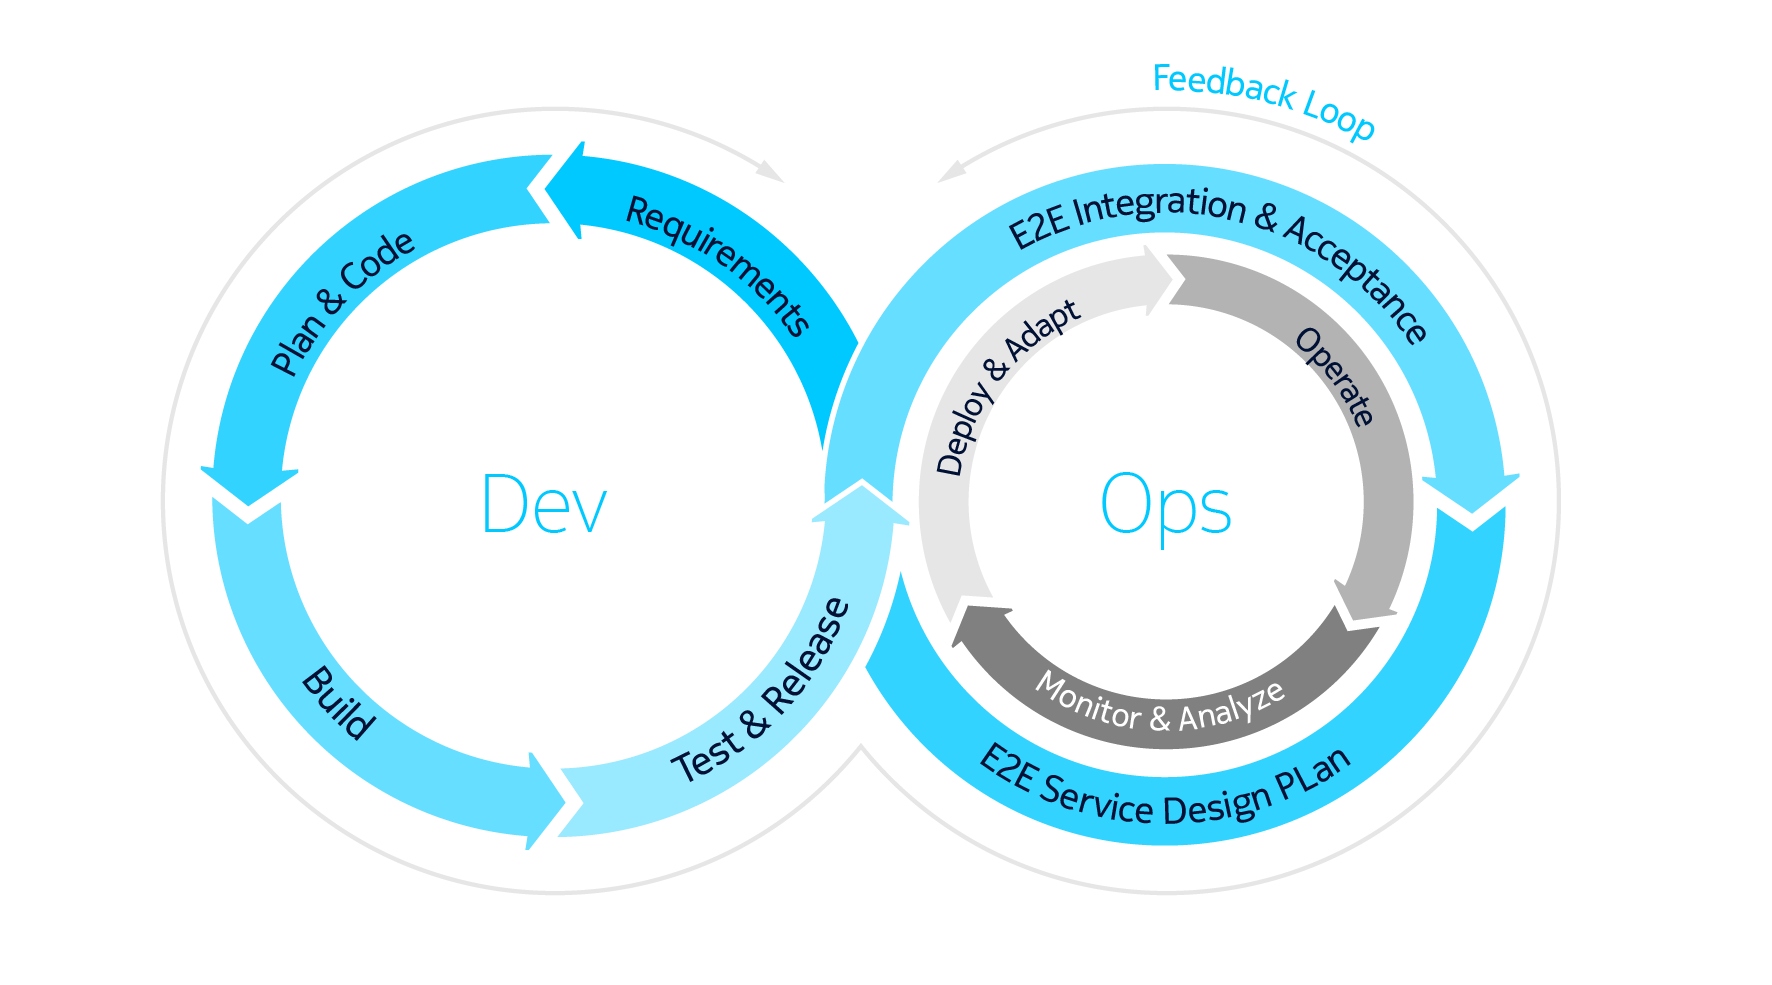 Feedback Loop
Requirements
Plan & Code
Build
Test & Release
Dev
E2E Integration & Acceptance
E2E Service Design PLan
Deploy & Adapt
Operate
Monitor & Analyze
Ops